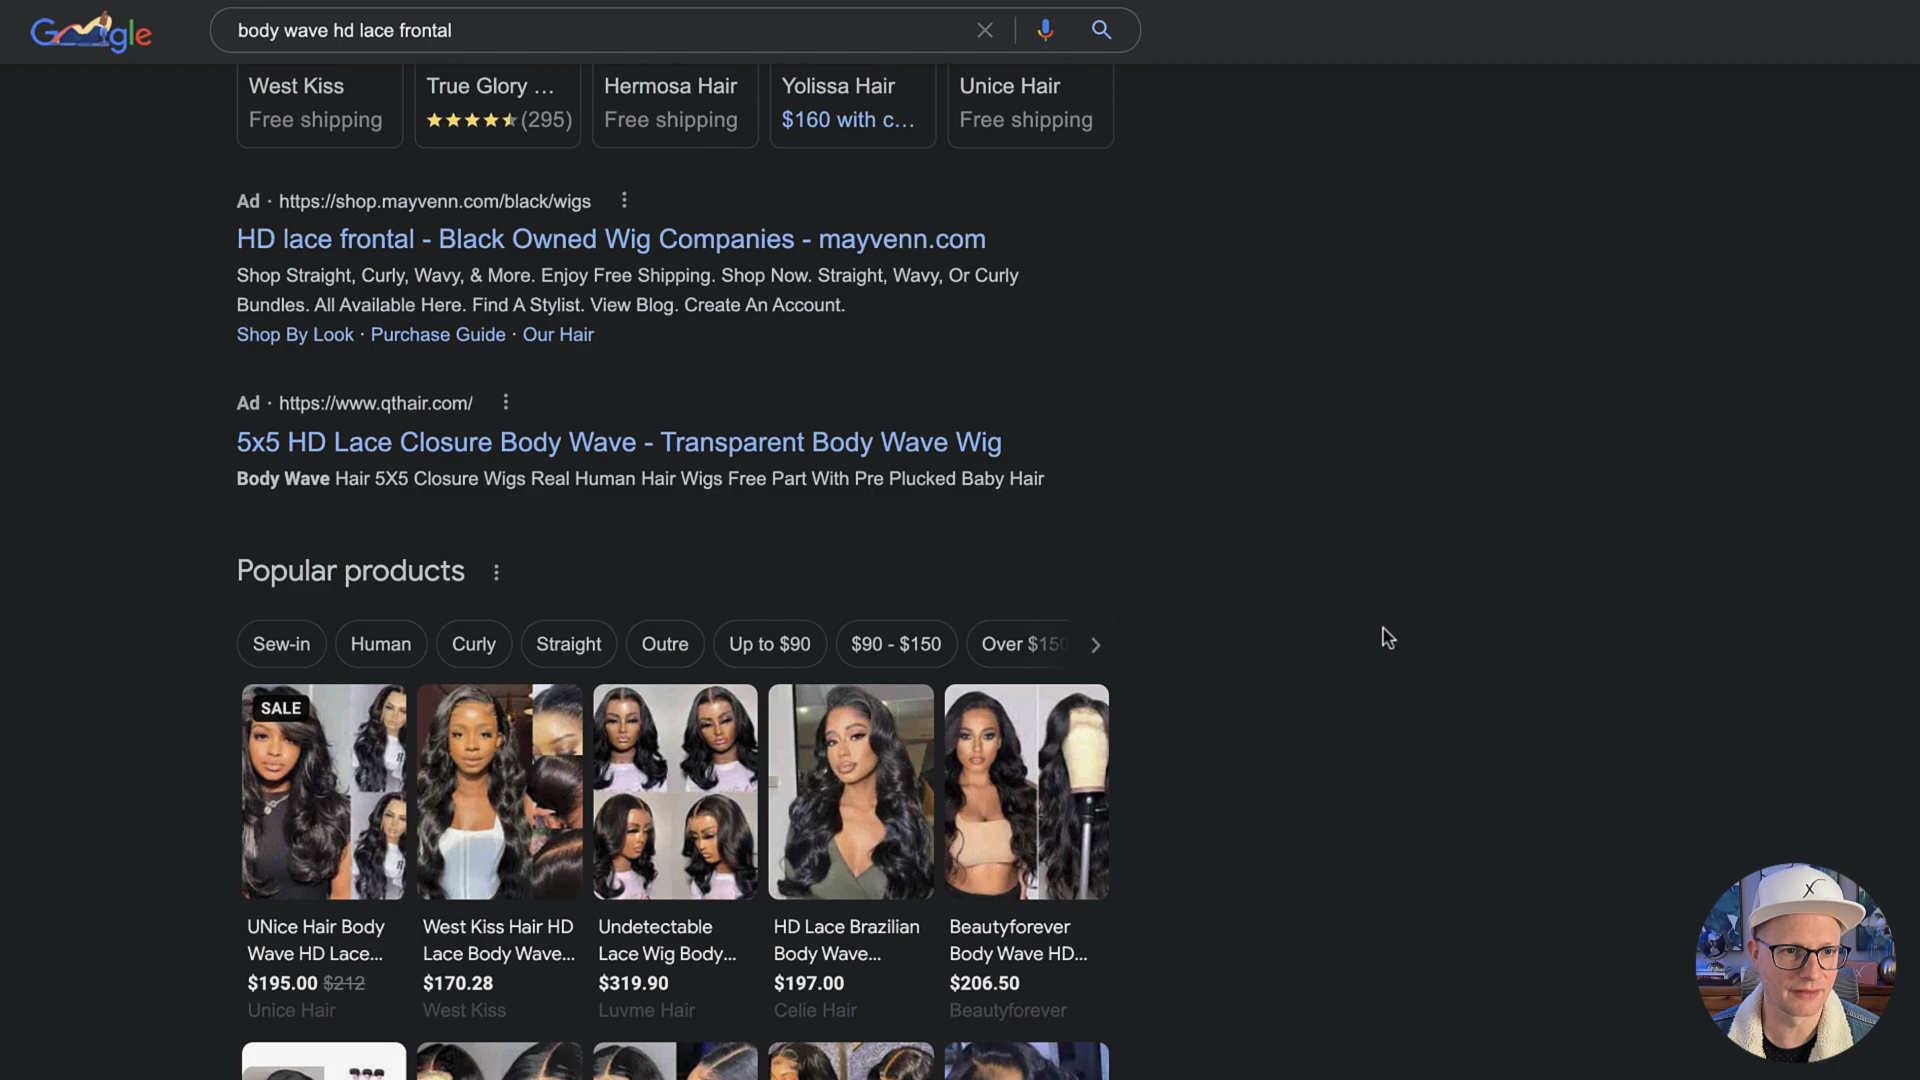 Google
body wave hd lace frontal
West Kiss
Free shipping
True Glory ...
(295)
Hermosa Hair
Free shipping
Yolissa Hair
$160 with c...
Unice Hair
Free shipping
Ad · https://shop.mayvenn.com/black/wigs
HD lace frontal - Black Owned Wig Companies - mayvenn.com
Shop Straight, Curly, Wavy, & More. Enjoy Free Shipping. Shop Now. Straight, Wavy, Or Curly
Bundles. All Available Here. Find A Stylist. View Blog. Create An Account.
Shop By Look · Purchase Guide · Our Hair
Ad · https://www.qthair.com/
5x5 HD Lace Closure Body Wave - Transparent Body Wave Wig
Body Wave Hair 5X5 Closure Wigs Real Human Hair Wigs Free Part With Pre Plucked Baby Hair
Popular products
Sew-in Human Curly Straight Outre Up to $90 $90 - $150 Over $150
SALE
UNice Hair Body
Wave HD Lace...
$195.00 $212
Unice Hair
West Kiss Hair HD
Lace Body Wave...
$170.28
West Kiss
Undetectable
Lace Wig Body...
$319.90
Luvme Hair
HD Lace Brazilian
Body Wave...
$197.00
Celie Hair
Beautyforever
Body Wave HD...
$206.50
Beautyforever
X